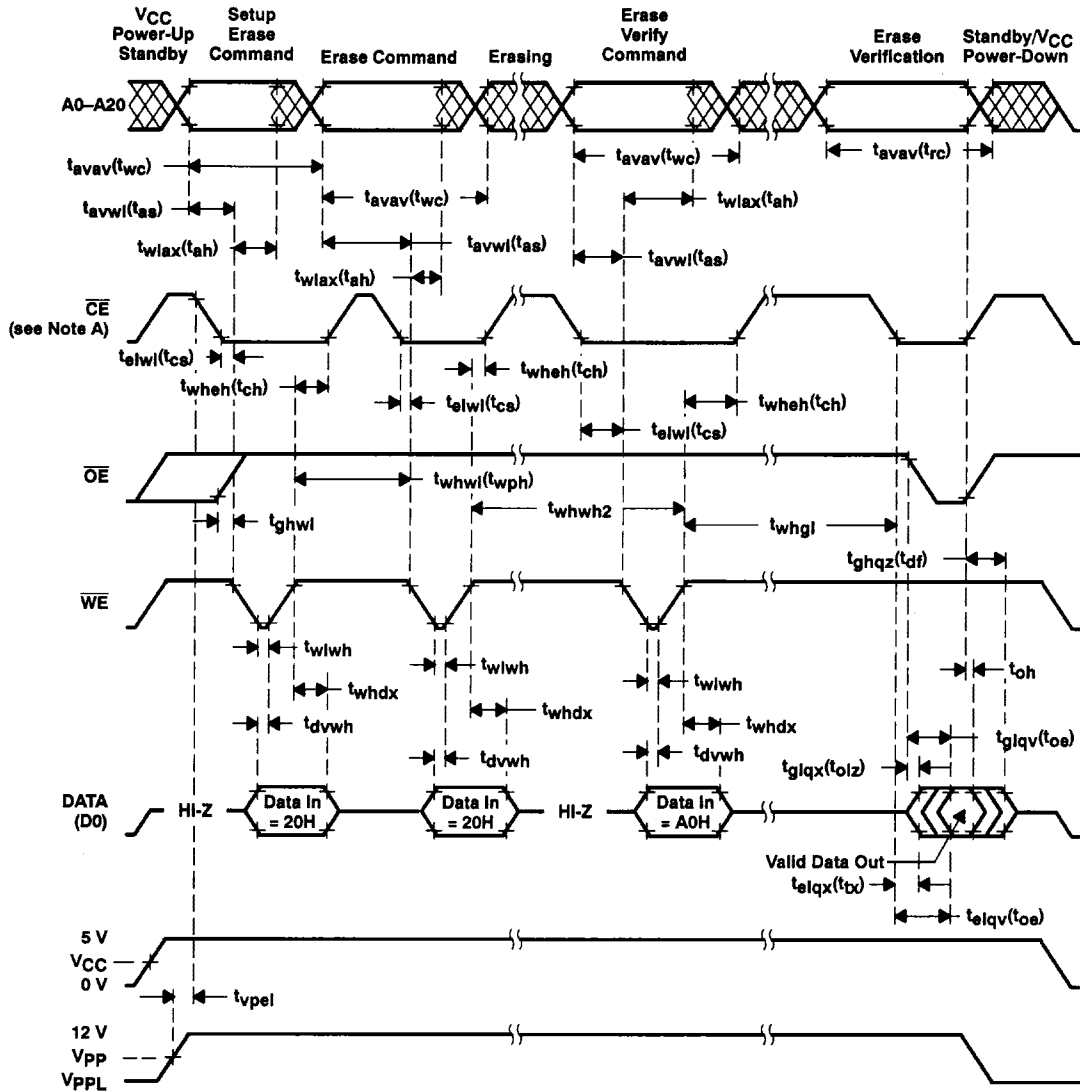 VCC
Power-Up
Standby
Setup
Erase
Command
Erase Command
Erasing
Erase
Verify
Command
Erase
Verification
Standby/VCC
Power-Down
A0–A20
tavav(twc)
tavav(twc)
tavav(twc)
tavav(trc)
tavwl(tas)
twlax(tah)
twlax(tah)
tavwl(tas)
twlax(tah)
tavwl(tas)
CE
(see Note A)
telwl(tcs)
twheh(tch)
twheh(tch)
telwl(tcs)
twheh(tch)
telwl(tcs)
OE
twhwl(twph)
tghwl
twhwh2
twhgl
tghqz(tdf)
WE
twlwh
twlwh
twlwh
toh
twhdx
twhdx
twhdx
tdvwh
tdvwh
tdvwh
tglqv(toe)
tglqx(tolz)
DATA
(D0)
HI-Z
Data In
= 20H
Data In
= 20H
HI-Z
Data In
= A0H
Valid Data Out
telqx(tlx)
telqv(toe)
5 V
VCC
0 V
tvpel
12 V
VPP
VPPL